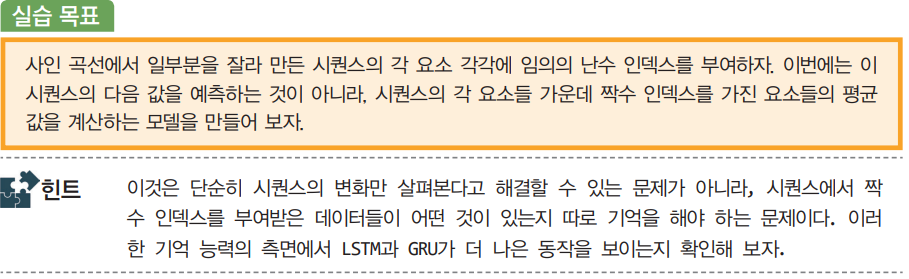 실습 목표
사인 곡선에서 일부분을 잘라 만든 시퀀스의 각 요소 각각에 임의의 난수 인덱스를 부여하자. 이번에는 이
시퀀스의 다음 값을 예측하는 것이 아니라, 시퀀스의 각 요소들 가운데 짝수 인덱스를 가진 요소들의 평균
값을 계산하는 모델을 만들어 보자.
힌트
이것은 단순히 시퀀스의 변화만 살펴본다고 해결할 수 있는 문제가 아니라, 시퀀스에서 짝
수 인덱스를 부여받은 데이터들이 어떤 것이 있는지 따로 기억을 해야 하는 문제이다. 이러
한 기억 능력의 측면에서 LSTM과 GRU가 더 나은 동작을 보이는지 확인해 보자.